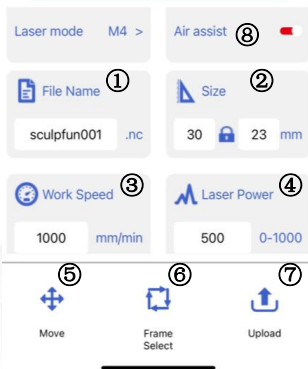 Laser mode M4 > Air assist ⑧
① File Name ② Size
sculpfun001 .nc 30 23 mm
③ Work Speed ④ Laser Power
1000 mm/min 500 0-1000
⑤ ⑥ ⑦
Move Frame Select Upload